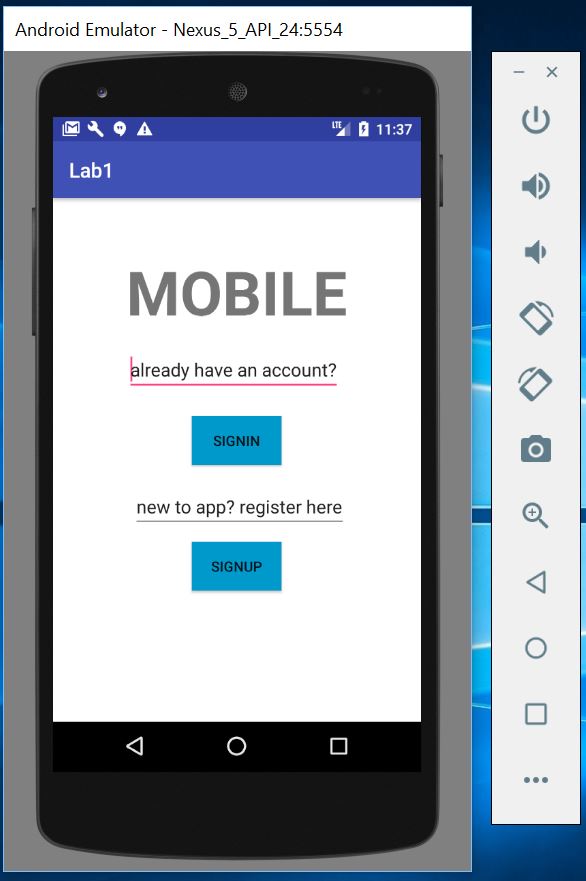 Android Emulator - Nexus_5_API_24:5554
LTE 11:37
Lab1
MOBILE
already have an account?
SIGNIN
new to app? register here
SIGNUP